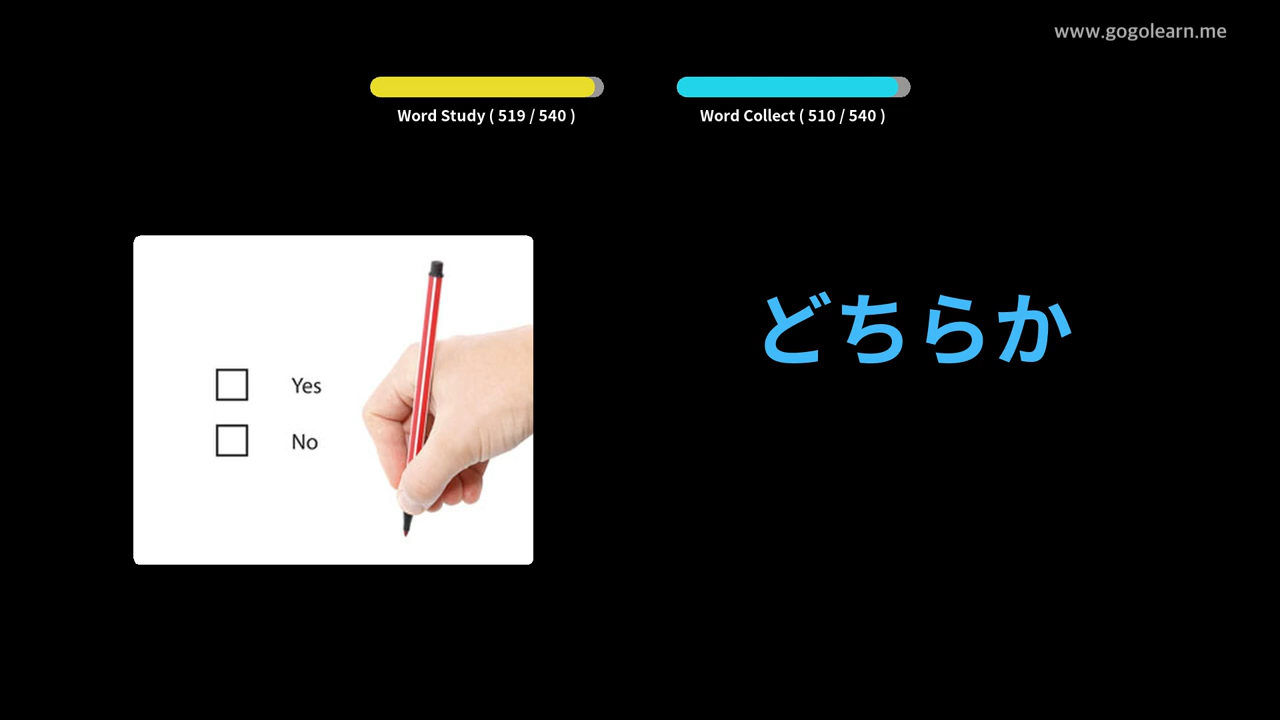 www.gogolearn.me
Word Study ( 519 / 540 )
Word Collect ( 510 / 540 )
Yes
No
どちらか